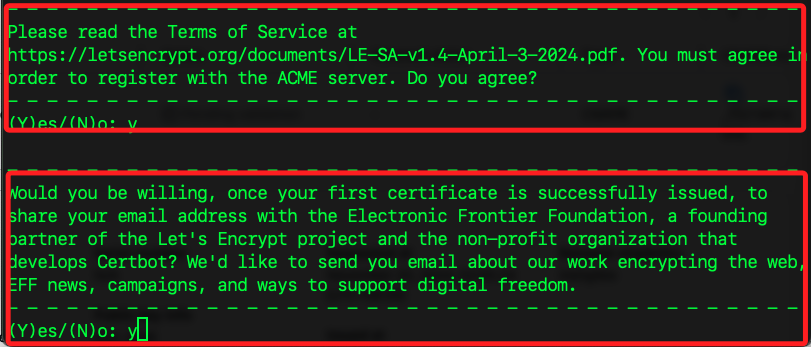 - - - - - - - - - - - - - - - - - - - - - - - - - - - - - - - - - - - - - - - -
Please read the Terms of Service at
https://letsencrypt.org/documents/LE-SA-v1.4-April-3-2024.pdf. You must agree in
order to register with the ACME server. Do you agree?
- - - - - - - - - - - - - - - - - - - - - - - - - - - - - - - - - - - - - - - -
(Y)es/(N)o: y
- - - - - - - - - - - - - - - - - - - - - - - - - - - - - - - - - - - - - - - -
Would you be willing, once your first certificate is successfully issued, to
share your email address with the Electronic Frontier Foundation, a founding
partner of the Let's Encrypt project and the non-profit organization that
develops Certbot? We'd like to send you email about our work encrypting the web,
EFF news, campaigns, and ways to support digital freedom.
- - - - - - - - - - - - - - - - - - - - - - - - - - - - - - - - - - - - - - - -
(Y)es/(N)o: y